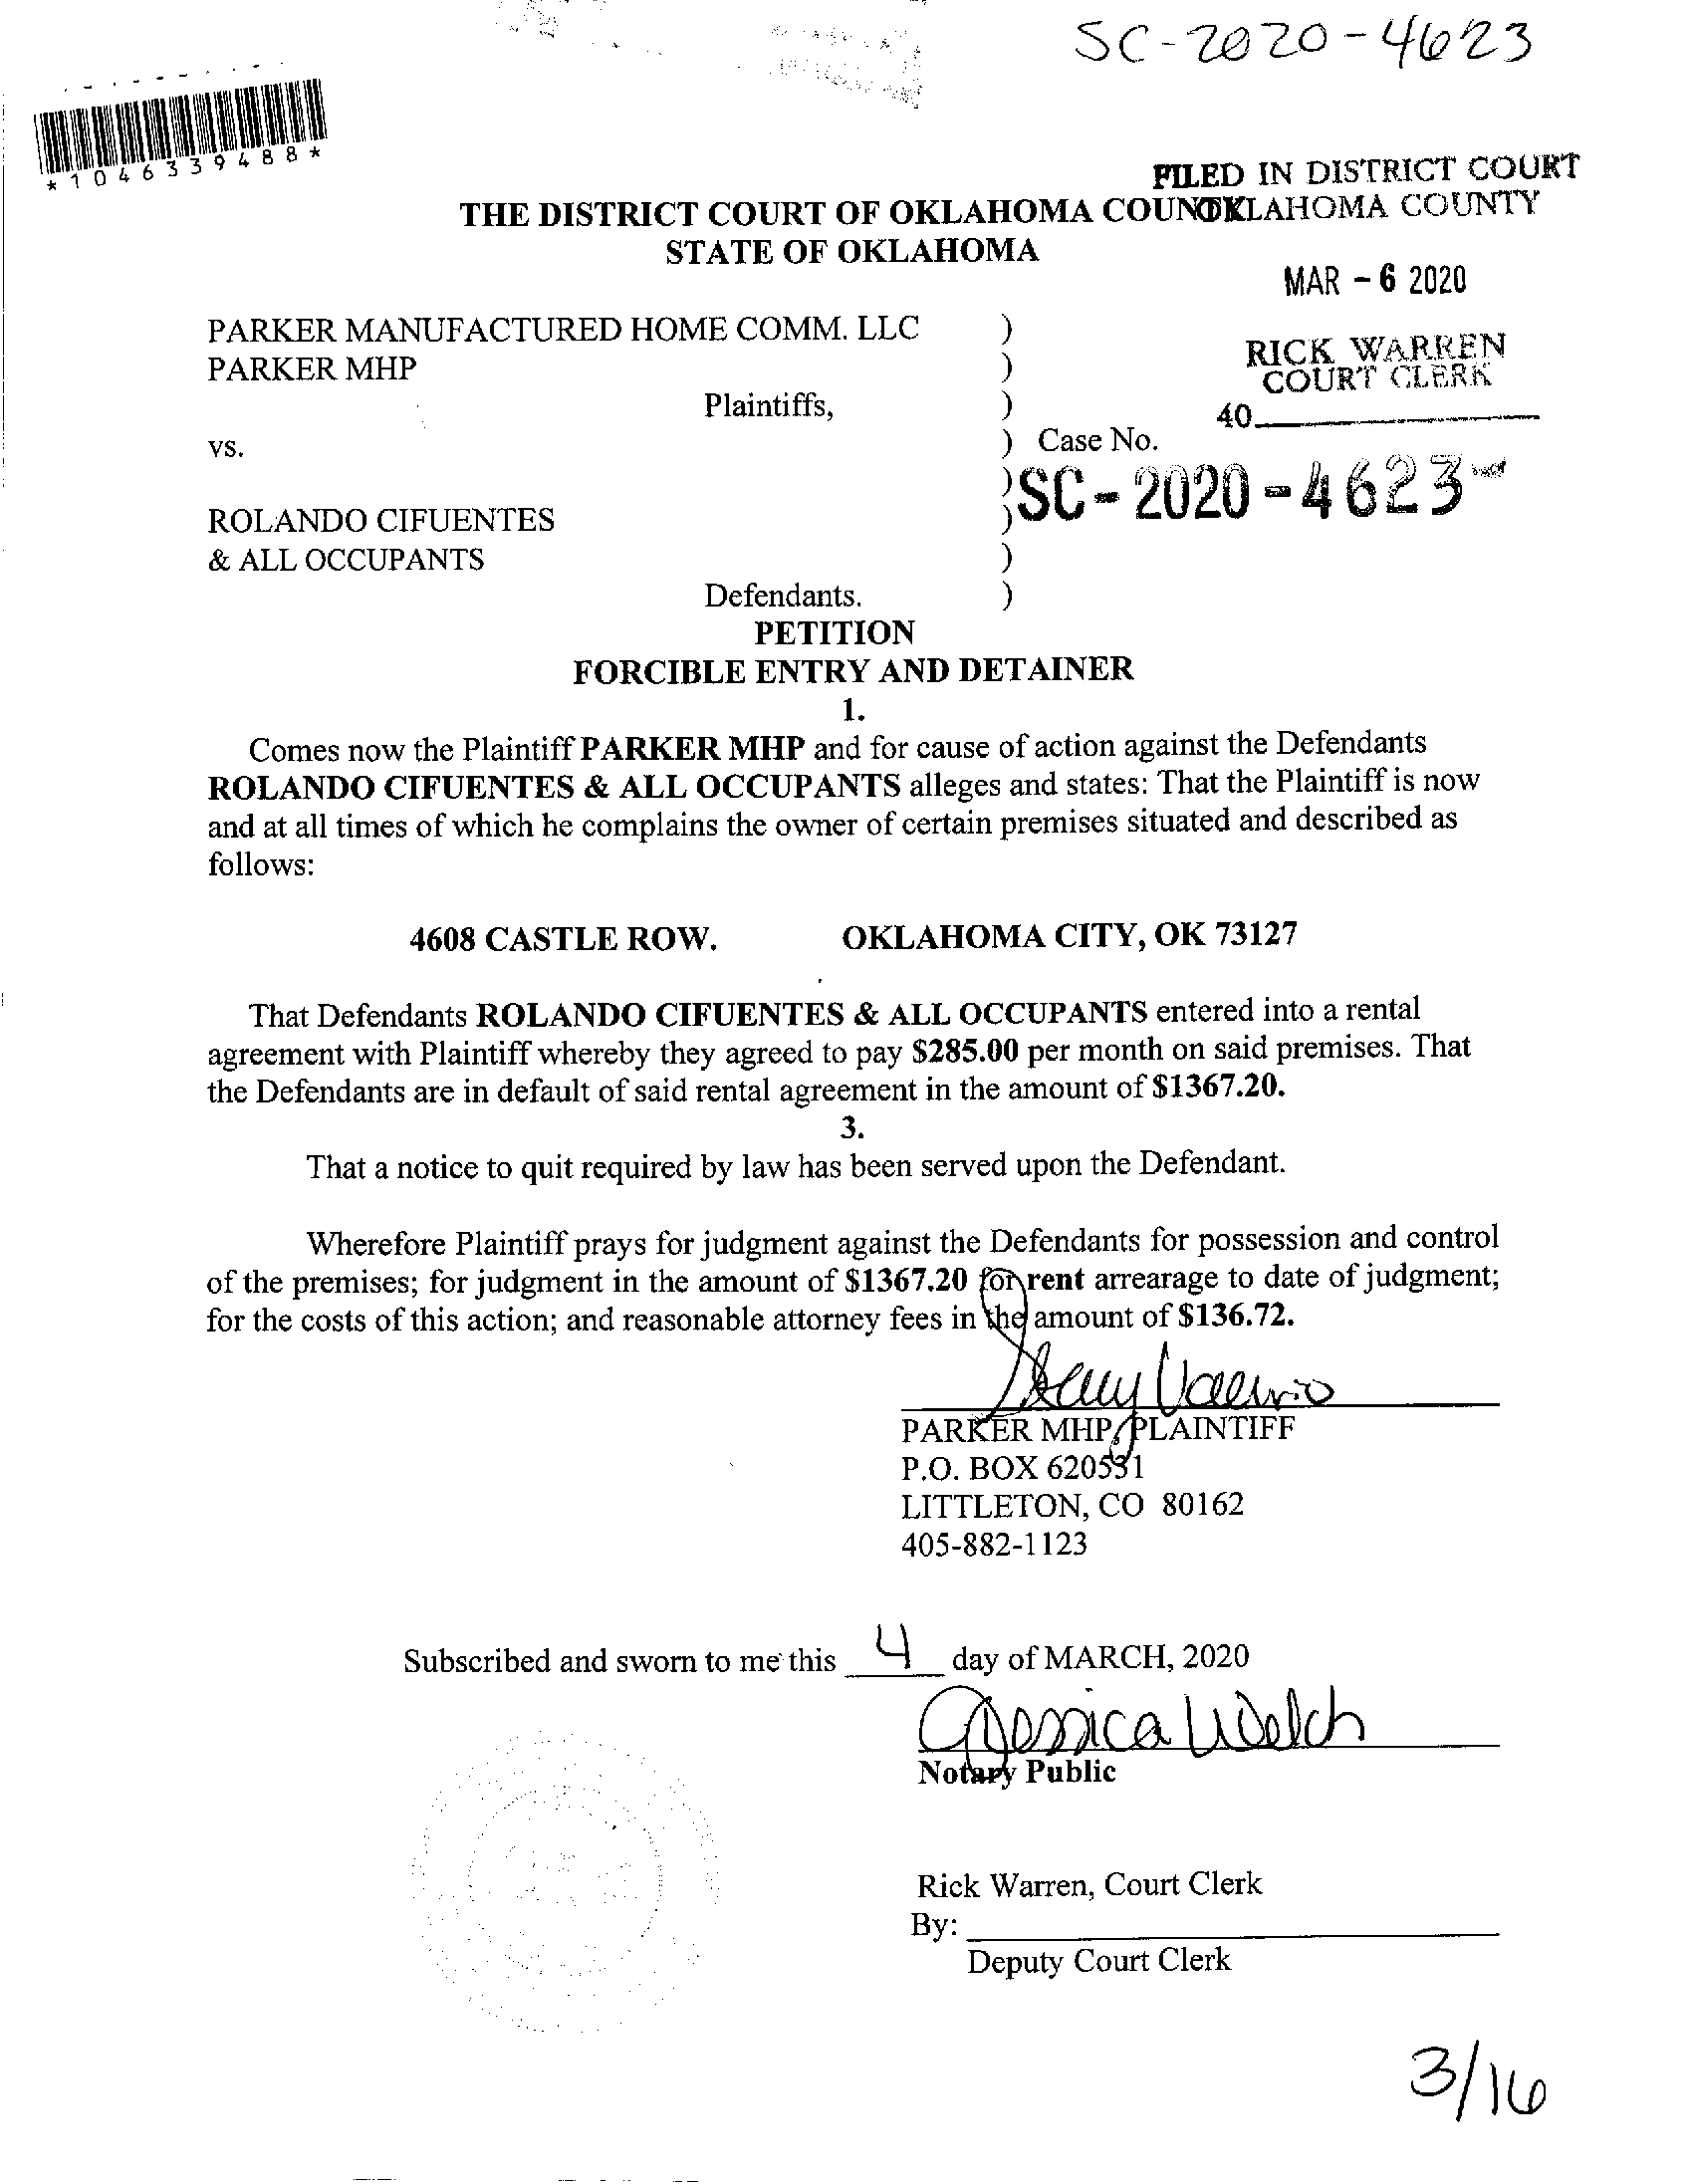 SC-2020-4623
*1046339488*
FILED IN DISTRICT COURT
THE DISTRICT COURT OF OKLAHOMA COUN OKLAHOMA COUNTY
STATE OF OKLAHOMA
MAR - 6 2020
PARKER MANUFACTURED HOME COMM. LLC )
RICK WARREN
PARKER MHP )
COURT CLERK
Plaintiffs, )
40
vs. ) Case No.
) SC-2020-4623
ROLANDO CIFUENTES )
& ALL OCCUPANTS )
Defendants. )
PETITION
FORCIBLE ENTRY AND DETAINER
1.
Comes now the Plaintiff PARKER MHP and for cause of action against the Defendants
ROLANDO CIFUENTES & ALL OCCUPANTS alleges and states: That the Plaintiff is now
and at all times of which he complains the owner of certain premises situated and described as
follows:
4608 CASTLE ROW. OKLAHOMA CITY, OK 73127
That Defendants ROLANDO CIFUENTES & ALL OCCUPANTS entered into a rental
agreement with Plaintiff whereby they agreed to pay $285.00 per month on said premises. That
the Defendants are in default of said rental agreement in the amount of $1367.20.
3.
That a notice to quit required by law has been served upon the Defendant.
Wherefore Plaintiff prays for judgment against the Defendants for possession and control
of the premises; for judgment in the amount of $1367.20 for rent arrearage to date of judgment;
for the costs of this action; and reasonable attorney fees in the amount of $136.72.
PARKER MHP, PLAINTIFF
P.O. BOX 620531
LITTLETON, CO 80162
405-882-1123
Subscribed and sworn to me this 4 day of MARCH, 2020
Jessica Welch
Notary Public
Rick Warren, Court Clerk
By:
Deputy Court Clerk
3/16